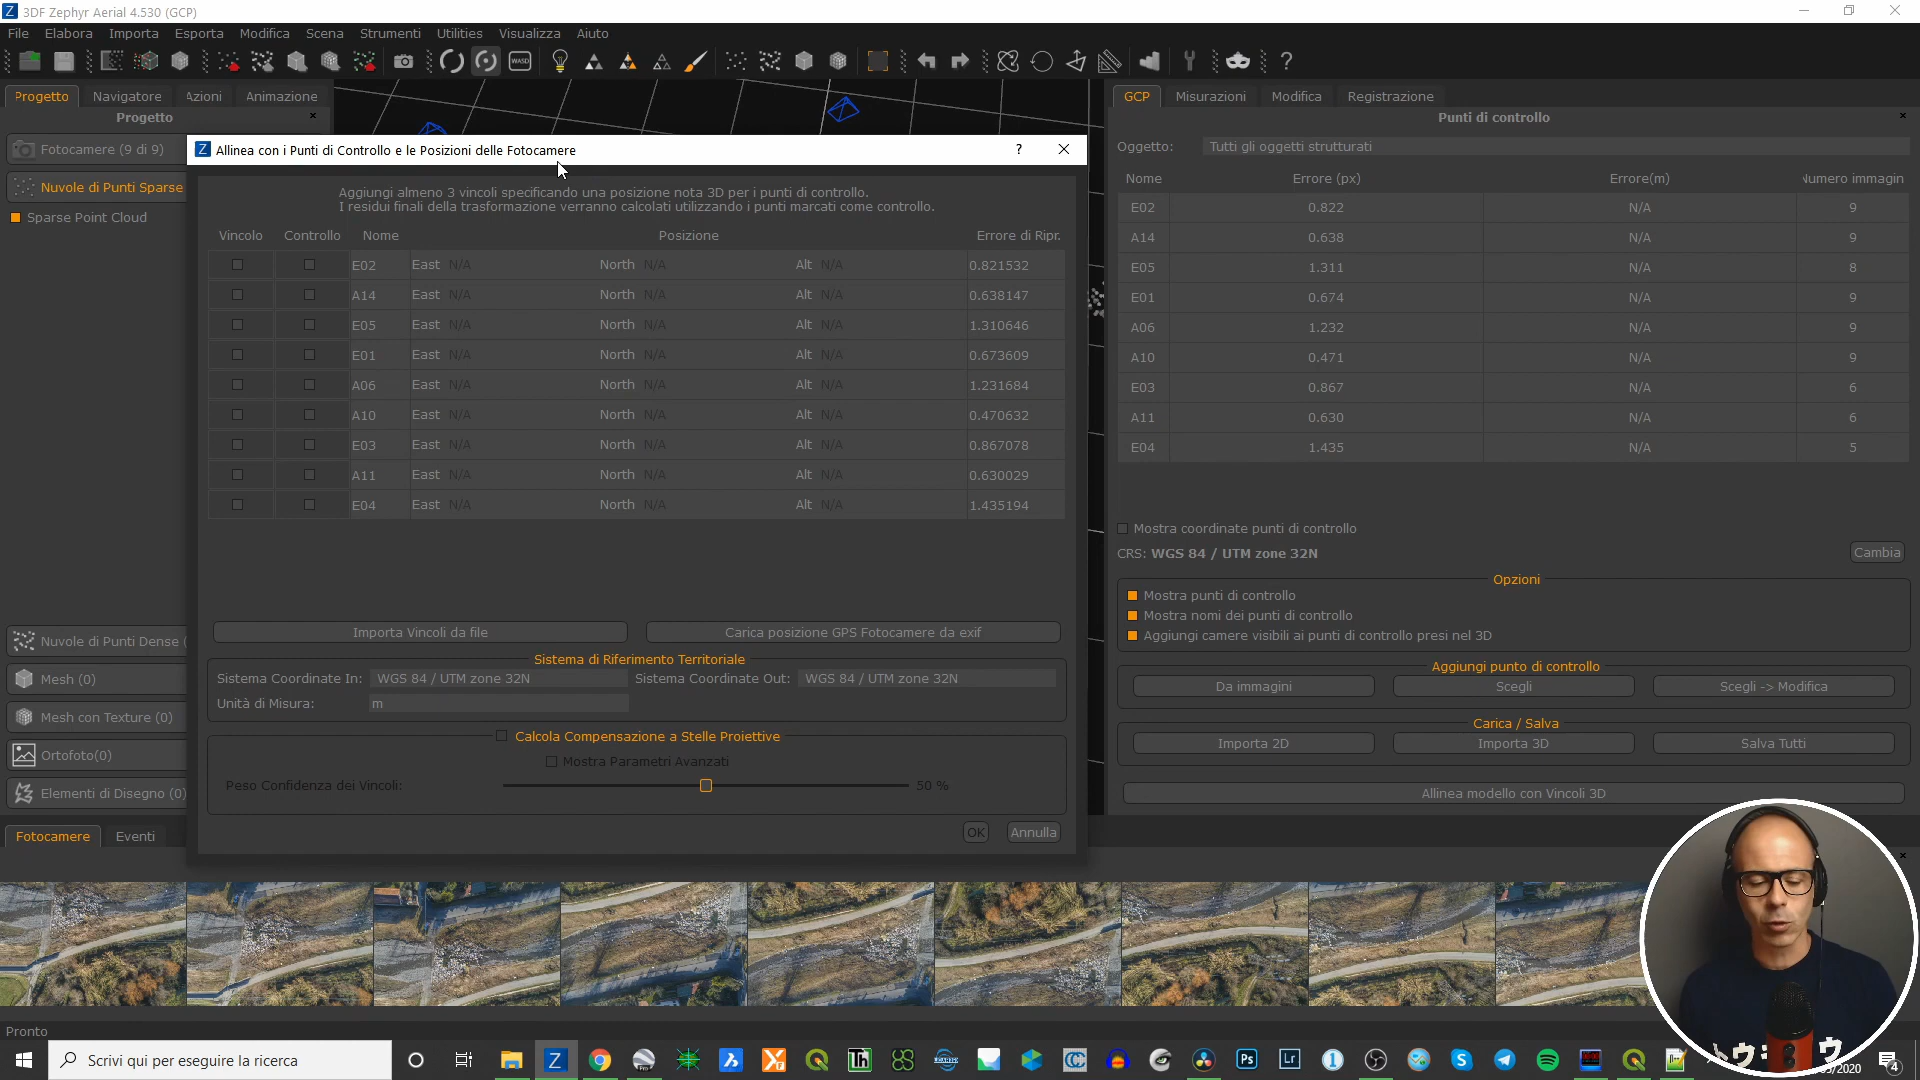 3DF Zephyr Aerial 4.530 (GCP)
File Elabora Importa Esporta Modifica Scena Strumenti Utilities Visualizza Aiuto
WASD
Progetto Navigatore Azioni Animazione
Progetto
Fotocamere (9 di 9)
Nuvole di Punti Sparse
Sparse Point Cloud
Nuvole di Punti Dense (
Mesh (0)
Mesh con Texture (0)
Ortofoto(0)
Elementi di Disegno (0)
Allinea con i Punti di Controllo e le Posizioni delle Fotocamere
Aggiungi almeno 3 vincoli specificando una posizione nota 3D per i punti di controllo.
I residui finali della trasformazione verranno calcolati utilizzando i punti marcati come controllo.
Vincolo Controllo Nome Posizione Errore di Ripr.
E02 East N/A North N/A Alt N/A 0.821532
A14 East N/A North N/A Alt N/A 0.638147
E05 East N/A North N/A Alt N/A 1.310646
E01 East N/A North N/A Alt N/A 0.673609
A06 East N/A North N/A Alt N/A 1.231684
A10 East N/A North N/A Alt N/A 0.470632
E03 East N/A North N/A Alt N/A 0.867078
A11 East N/A North N/A Alt N/A 0.630029
E04 East N/A North N/A Alt N/A 1.435194
Importa Vincoli da file Carica posizione GPS Fotocamere da exif
Sistema di Riferimento Territoriale
Sistema Coordinate In: WGS 84 / UTM zone 32N Sistema Coordinate Out: WGS 84 / UTM zone 32N
Unità di Misura: m
Calcola Compensazione a Stelle Proiettive
Mostra Parametri Avanzati
Peso Confidenza dei Vincoli: 50 %
OK Annulla
GCP Misurazioni Modifica Registrazione
Punti di controllo
Oggetto: Tutti gli oggetti strutturati
Nome Errore (px) Errore(m) Numero immagin
E02 0.822 N/A 9
A14 0.638 N/A 9
E05 1.311 N/A 8
E01 0.674 N/A 9
A06 1.232 N/A 9
A10 0.471 N/A 9
E03 0.867 N/A 6
A11 0.630 N/A 6
E04 1.435 N/A 5
Mostra coordinate punti di controllo
CRS: WGS 84 / UTM zone 32N Cambia
Opzioni
Mostra punti di controllo
Mostra nomi dei punti di controllo
Aggiungi camere visibili ai punti di controllo presi nel 3D
Aggiungi punto di controllo
Da immagini Scegli Scegli -> Modifica
Carica / Salva
Importa 2D Importa 3D Salva Tutti
Allinea modello con Vincoli 3D
Fotocamere Eventi
Pronto
Scrivi qui per eseguire la ricerca
Ps Lr
/2020
4